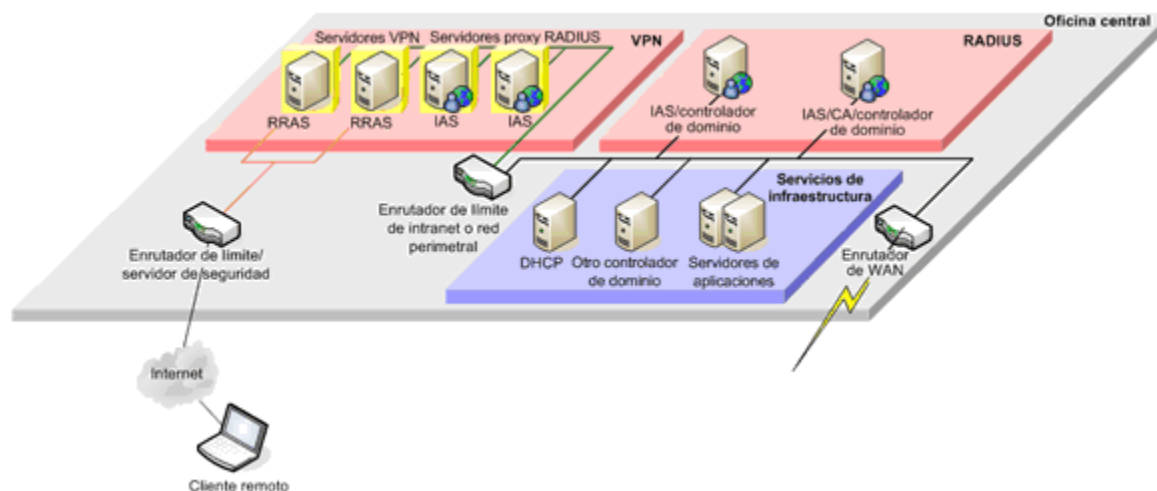 Oficina central
Servidores VPN
Servidores proxy RADIUS
VPN
RADIUS
RRAS
RRAS
IAS
IAS
IAS/controlador
de dominio
IAS/CA/controlador
de dominio
Enrutador de límite/
servidor de seguridad
Enrutador de límite
de intranet o red
perimetral
Servicios de
infraestructura
DHCP
Otro controlador
de dominio
Servidores de
aplicaciones
Enrutador
de WAN
Internet
Cliente remoto